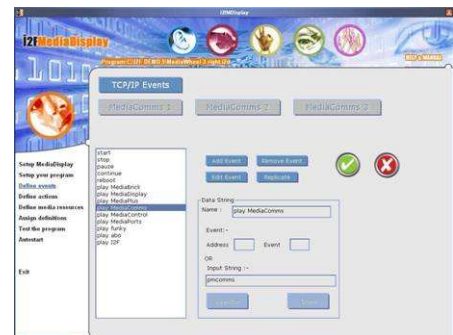 I2FMediaDisplay
I2FMediaDisplay
HELP & MANUAL
TCP/IP Events
MediaComms 1
MediaComms 2
MediaComms 3
Setup MediaDisplay
Setup your program
Define events
Define actions
Define media resources
Assign definitions
Test the program
Autostart
Exit
start
stop
pause
continue
reboot
play MediaBrick
play MediaDisplay
play MediaPlus
play MediaComms
play MediaControl
play MediaPorts
play funky
play abo
play I2F
Add Event
Remove Event
Edit Event
Replicate
Data String
Name :
play MediaComms
Event:-
Address
Event
OR
Input String :-
pmcomms